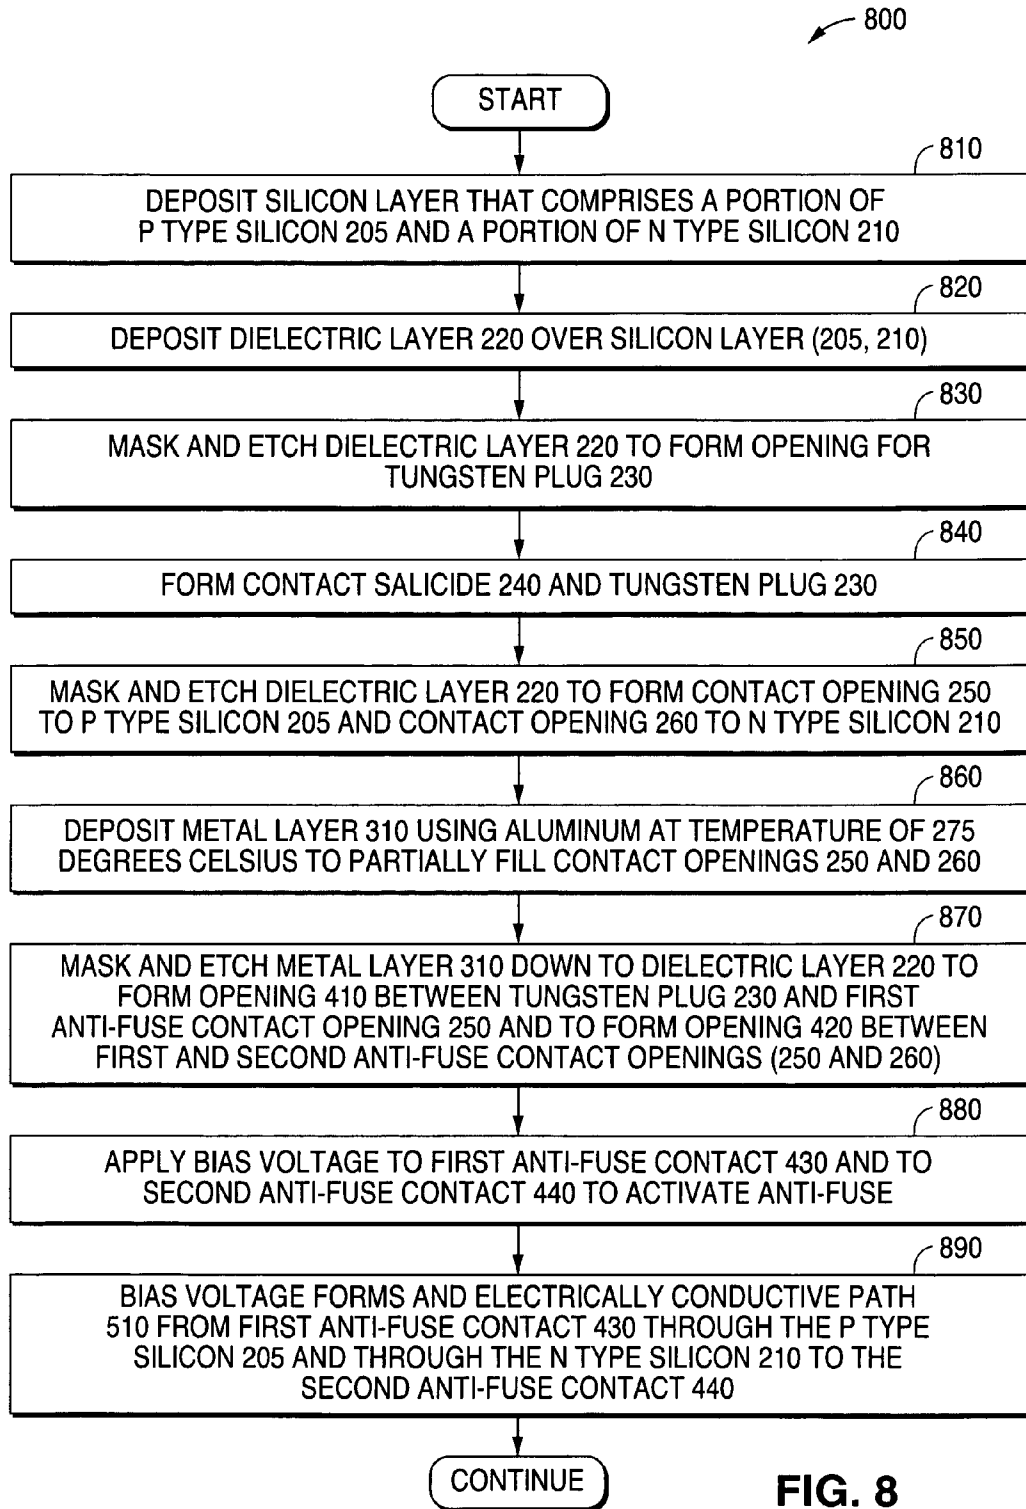 800
START
810
DEPOSIT SILICON LAYER THAT COMPRISES A PORTION OF
P TYPE SILICON 205 AND A PORTION OF N TYPE SILICON 210
820
DEPOSIT DIELECTRIC LAYER 220 OVER SILICON LAYER (205, 210)
830
MASK AND ETCH DIELECTRIC LAYER 220 TO FORM OPENING FOR
TUNGSTEN PLUG 230
840
FORM CONTACT SALICIDE 240 AND TUNGSTEN PLUG 230
850
MASK AND ETCH DIELECTRIC LAYER 220 TO FORM CONTACT OPENING 250
TO P TYPE SILICON 205 AND CONTACT OPENING 260 TO N TYPE SILICON 210
860
DEPOSIT METAL LAYER 310 USING ALUMINUM AT TEMPERATURE OF 275
DEGREES CELSIUS TO PARTIALLY FILL CONTACT OPENINGS 250 AND 260
870
MASK AND ETCH METAL LAYER 310 DOWN TO DIELECTRIC LAYER 220 TO
FORM OPENING 410 BETWEEN TUNGSTEN PLUG 230 AND FIRST
ANTI-FUSE CONTACT OPENING 250 AND TO FORM OPENING 420 BETWEEN
FIRST AND SECOND ANTI-FUSE CONTACT OPENINGS (250 AND 260)
880
APPLY BIAS VOLTAGE TO FIRST ANTI-FUSE CONTACT 430 AND TO
SECOND ANTI-FUSE CONTACT 440 TO ACTIVATE ANTI-FUSE
890
BIAS VOLTAGE FORMS AND ELECTRICALLY CONDUCTIVE PATH
510 FROM FIRST ANTI-FUSE CONTACT 430 THROUGH THE P TYPE
SILICON 205 AND THROUGH THE N TYPE SILICON 210 TO THE
SECOND ANTI-FUSE CONTACT 440
CONTINUE
FIG. 8